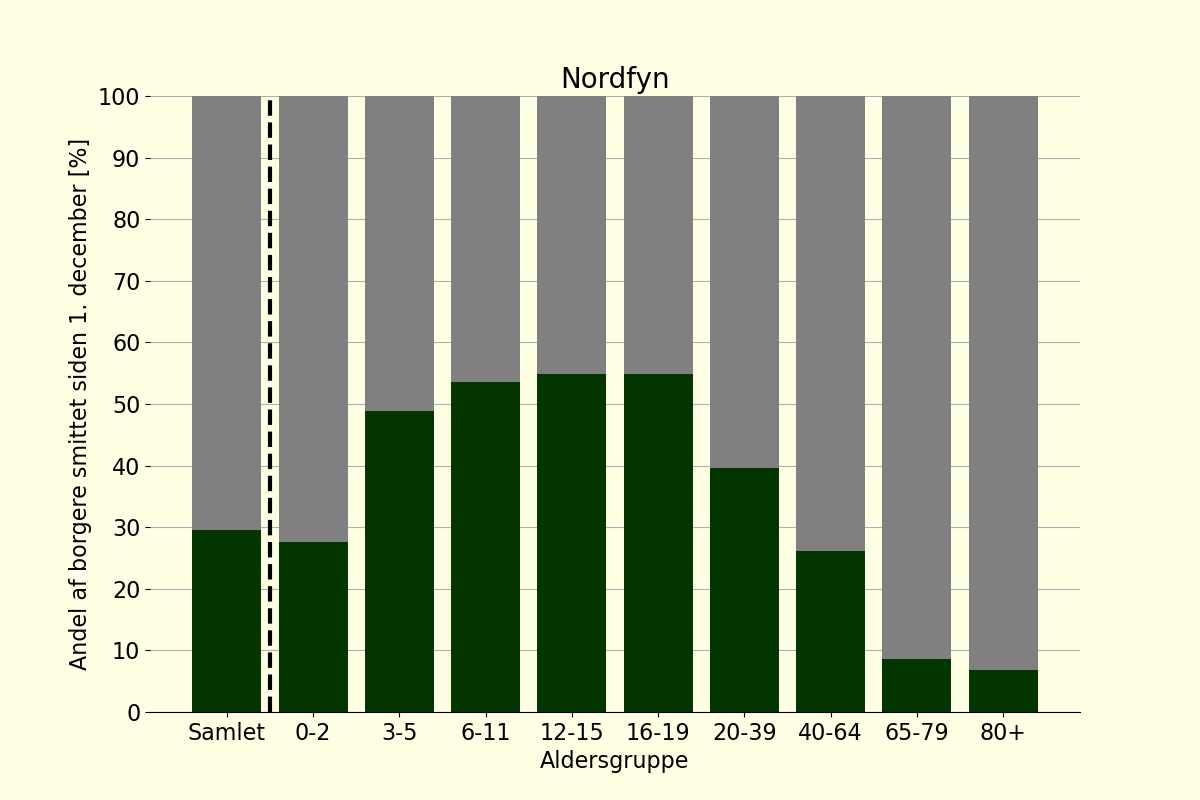 Nordfyn
Andel af borgere smittet siden 1. december [%]
100
90
80
70
60
50
40
30
20
10
0
Samlet 0-2 3-5 6-11 12-15 16-19 20-39 40-64 65-79 80+
Aldersgruppe